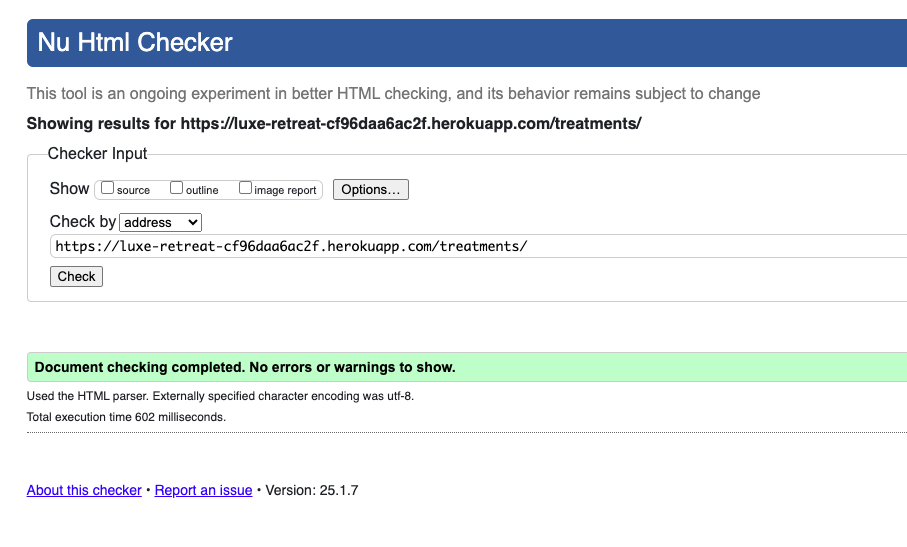 Nu Html Checker
This tool is an ongoing experiment in better HTML checking, and its behavior remains subject to change
Showing results for https://luxe-retreat-cf96daa6ac2f.herokuapp.com/treatments/
Checker Input
Show source outline image report Options...
Check by address
https://luxe-retreat-cf96daa6ac2f.herokuapp.com/treatments/
Check
Document checking completed. No errors or warnings to show.
Used the HTML parser. Externally specified character encoding was utf-8.
Total execution time 602 milliseconds.
About this checker • Report an issue • Version: 25.1.7